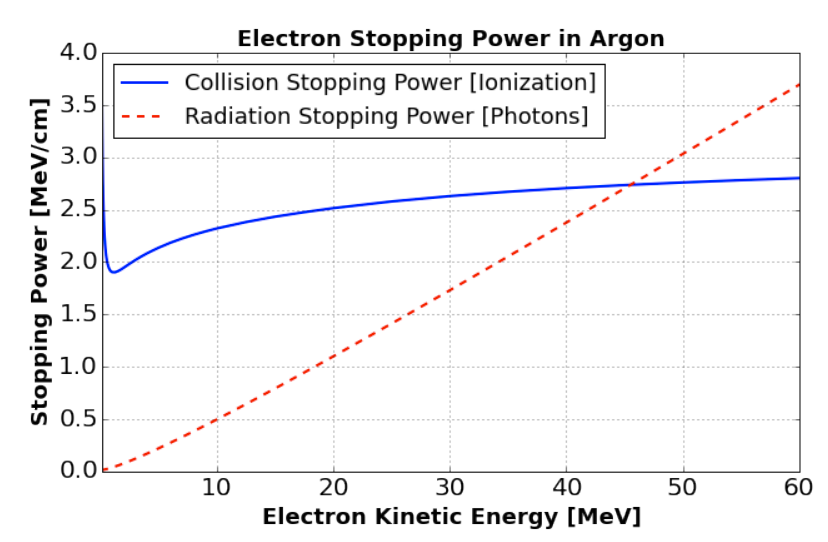 Electron Stopping Power in Argon
Collision Stopping Power [Ionization]
Radiation Stopping Power [Photons]
Stopping Power [MeV/cm]
4.0
3.5
3.0
2.5
2.0
1.5
1.0
0.5
0.0
10 20 30 40 50 60
Electron Kinetic Energy [MeV]